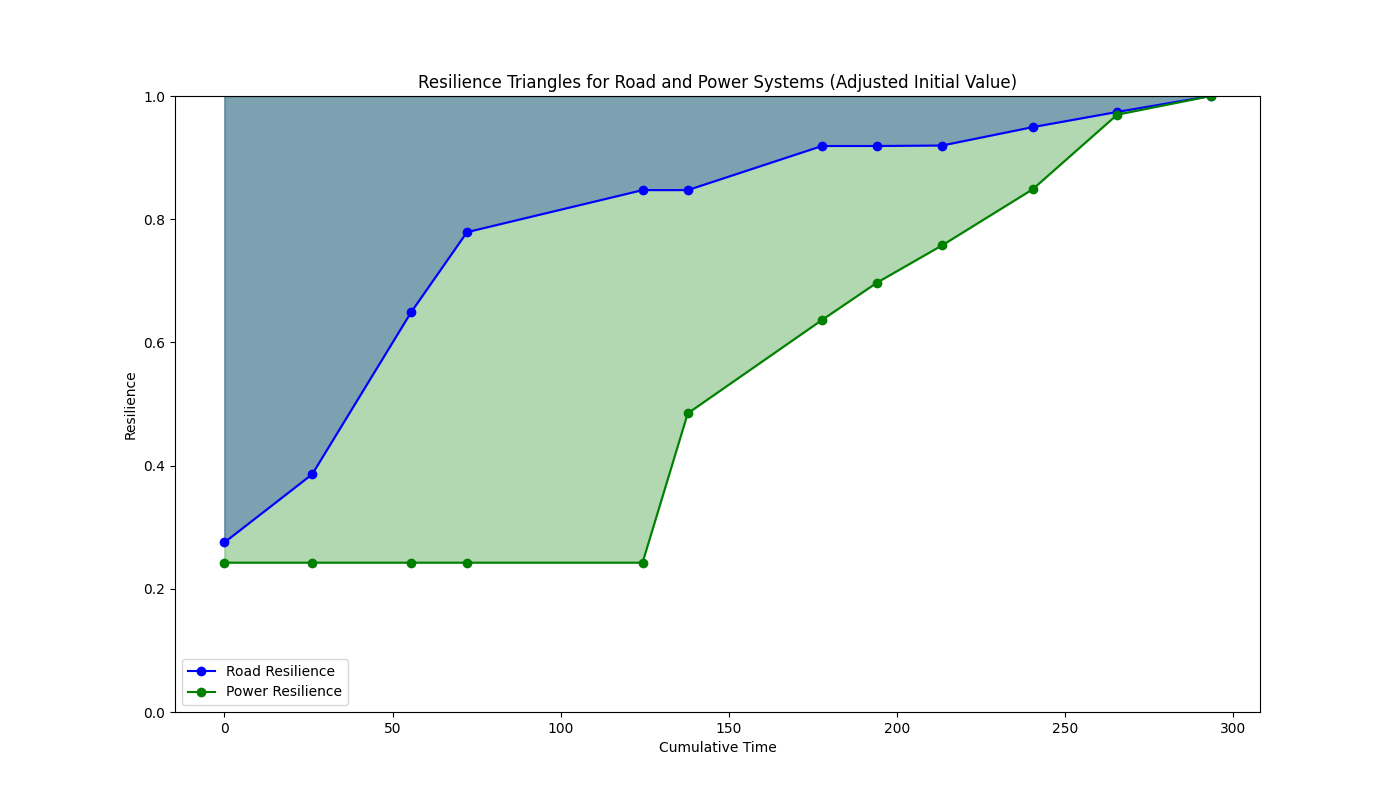 Resilience Triangles for Road and Power Systems (Adjusted Initial Value)
1.0
0.8
0.6
0.4
0.2
0.0
Resilience
Road Resilience
Power Resilience
0 50 100 150 200 250 300
Cumulative Time